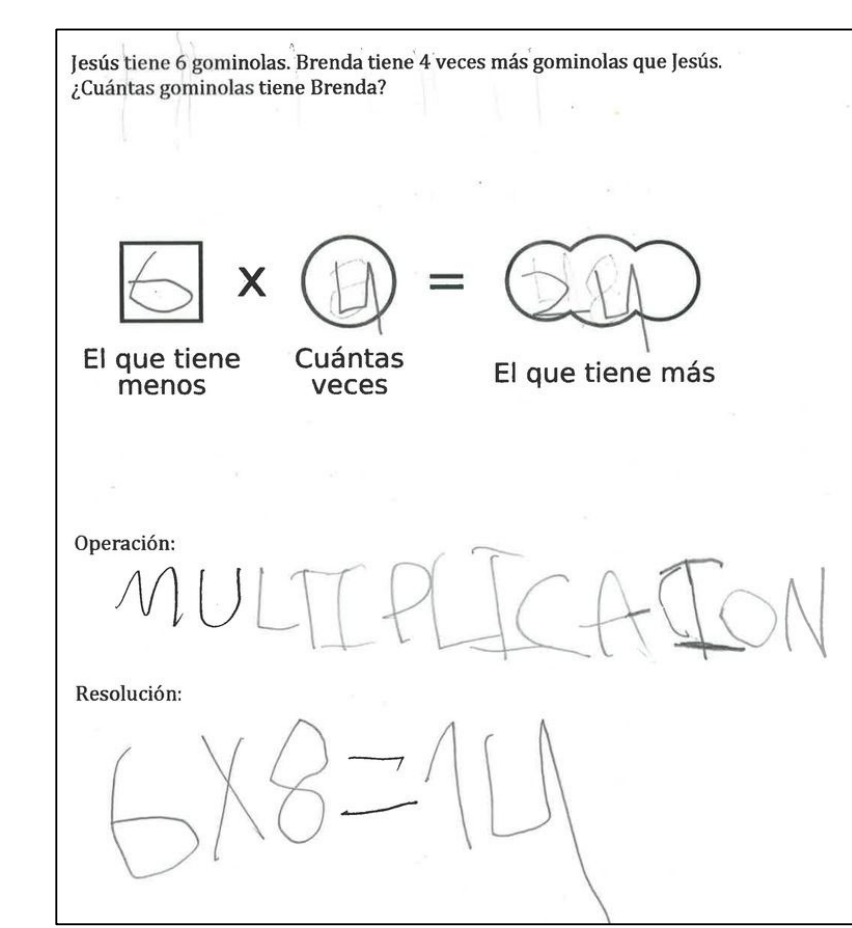 Jesús tiene 6 gominolas. Brenda tiene 4 veces más gominolas que Jesús.
¿Cuántas gominolas tiene Brenda?
6 x 4 = 24
El que tiene menos
Cuántas veces
El que tiene más
Operación:
MULTIPLICACION
Resolución:
6X8=14